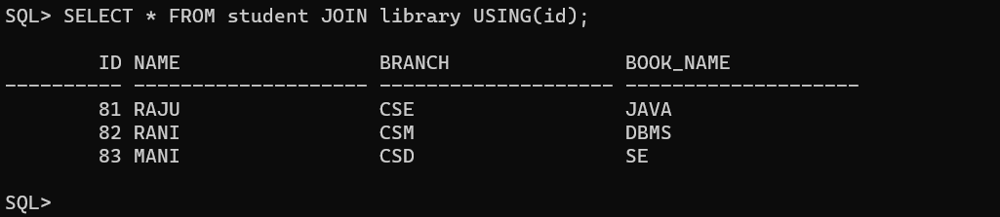 SQL> SELECT * FROM student JOIN library USING(id);
        ID NAME                 BRANCH               BOOK_NAME
---------- -------------------- -------------------- --------------------
        81 RAJU                 CSE                  JAVA
        82 RANI                 CSM                  DBMS
        83 MANI                 CSD                  SE
SQL>